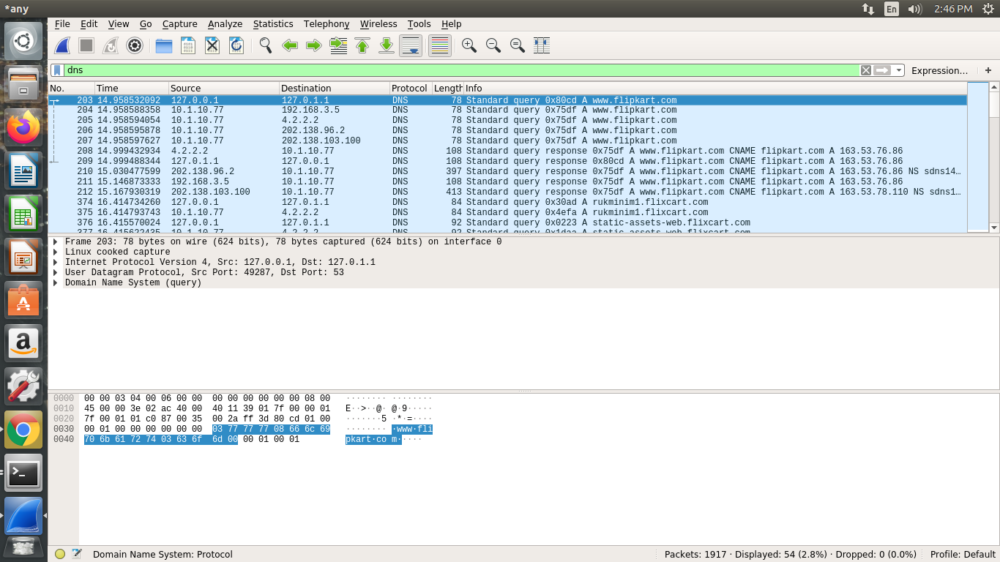 *any
En
2:46 PM
File Edit View Go Capture Analyze Statistics Telephony Wireless Tools Help
dns
Expression…
+
No. Time Source Destination Protocol Length Info
203 14.958532092 127.0.0.1 127.0.1.1 DNS 78 Standard query 0x80cd A www.flipkart.com
204 14.958588358 10.1.10.77 192.168.3.5 DNS 78 Standard query 0x75df A www.flipkart.com
205 14.958594054 10.1.10.77 4.2.2.2 DNS 78 Standard query 0x75df A www.flipkart.com
206 14.958595878 10.1.10.77 202.138.96.2 DNS 78 Standard query 0x75df A www.flipkart.com
207 14.958597627 10.1.10.77 202.138.103.100 DNS 78 Standard query 0x75df A www.flipkart.com
208 14.999432934 4.2.2.2 10.1.10.77 DNS 108 Standard query response 0x75df A www.flipkart.com CNAME flipkart.com A 163.53.76.86
209 14.999488344 127.0.1.1 127.0.0.1 DNS 108 Standard query response 0x80cd A www.flipkart.com CNAME flipkart.com A 163.53.76.86
210 15.030477599 202.138.96.2 10.1.10.77 DNS 397 Standard query response 0x75df A www.flipkart.com CNAME flipkart.com A 163.53.76.86 NS sdns14…
211 15.146873333 192.168.3.5 10.1.10.77 DNS 108 Standard query response 0x75df A www.flipkart.com CNAME flipkart.com A 163.53.76.86
212 15.167930319 202.138.103.100 10.1.10.77 DNS 413 Standard query response 0x75df A www.flipkart.com CNAME flipkart.com A 163.53.78.110 NS sdns1…
374 16.414734260 127.0.0.1 127.0.1.1 DNS 84 Standard query 0x30ad A rukminim1.flixcart.com
375 16.414793743 10.1.10.77 4.2.2.2 DNS 84 Standard query 0x4efa A rukminim1.flixcart.com
376 16.415570024 127.0.0.1 127.0.1.1 DNS 92 Standard query 0x0223 A static-assets-web.flixcart.com
377 16.415622435 10.1.10.77 4.2.2.2 DNS 92 Standard query 0x1daa A static-assets-web.flixcart.com
Frame 203: 78 bytes on wire (624 bits), 78 bytes captured (624 bits) on interface 0
Linux cooked capture
Internet Protocol Version 4, Src: 127.0.0.1, Dst: 127.0.1.1
User Datagram Protocol, Src Port: 49287, Dst Port: 53
Domain Name System (query)
0000 00 00 03 04 00 06 00 00 00 00 00 00 00 00 08 00 ········ ········
0010 45 00 00 3e 02 ac 40 00 40 11 39 01 7f 00 00 01 E··>··@· @·9·····
0020 7f 00 01 01 c0 87 00 35 00 2a ff 3d 80 cd 01 00 ·······5 ·*·=····
0030 00 01 00 00 00 00 00 00 03 77 77 77 08 66 6c 69 ········ ·www·fli
0040 70 6b 61 72 74 03 63 6f 6d 00 00 01 00 01 pkart·co m·····
Domain Name System: Protocol
Packets: 1917 · Displayed: 54 (2.8%) · Dropped: 0 (0.0%)
Profile: Default